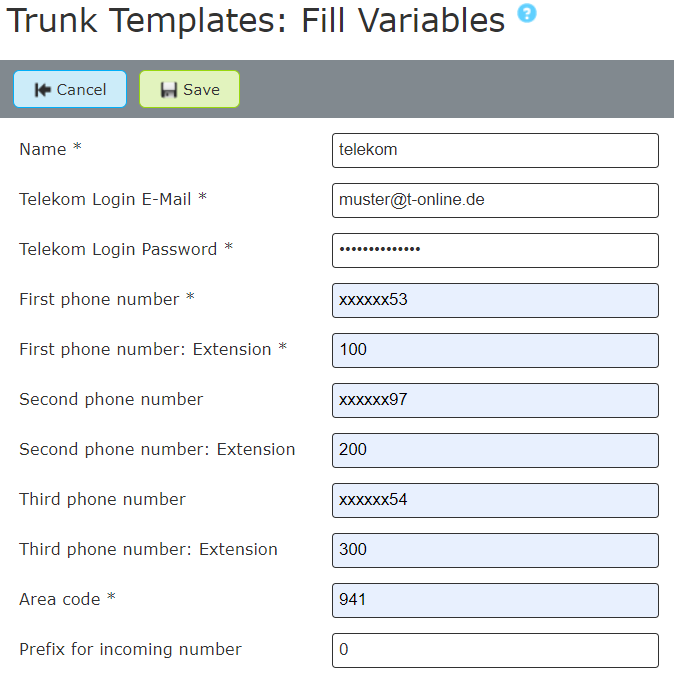 Trunk Templates: Fill Variables ?
Cancel Save
Name * telekom
Telekom Login E-Mail * muster@t-online.de
Telekom Login Password * ••••••••••••••
First phone number * xxxxxx53
First phone number: Extension * 100
Second phone number xxxxxx97
Second phone number: Extension 200
Third phone number xxxxxx54
Third phone number: Extension 300
Area code * 941
Prefix for incoming number 0